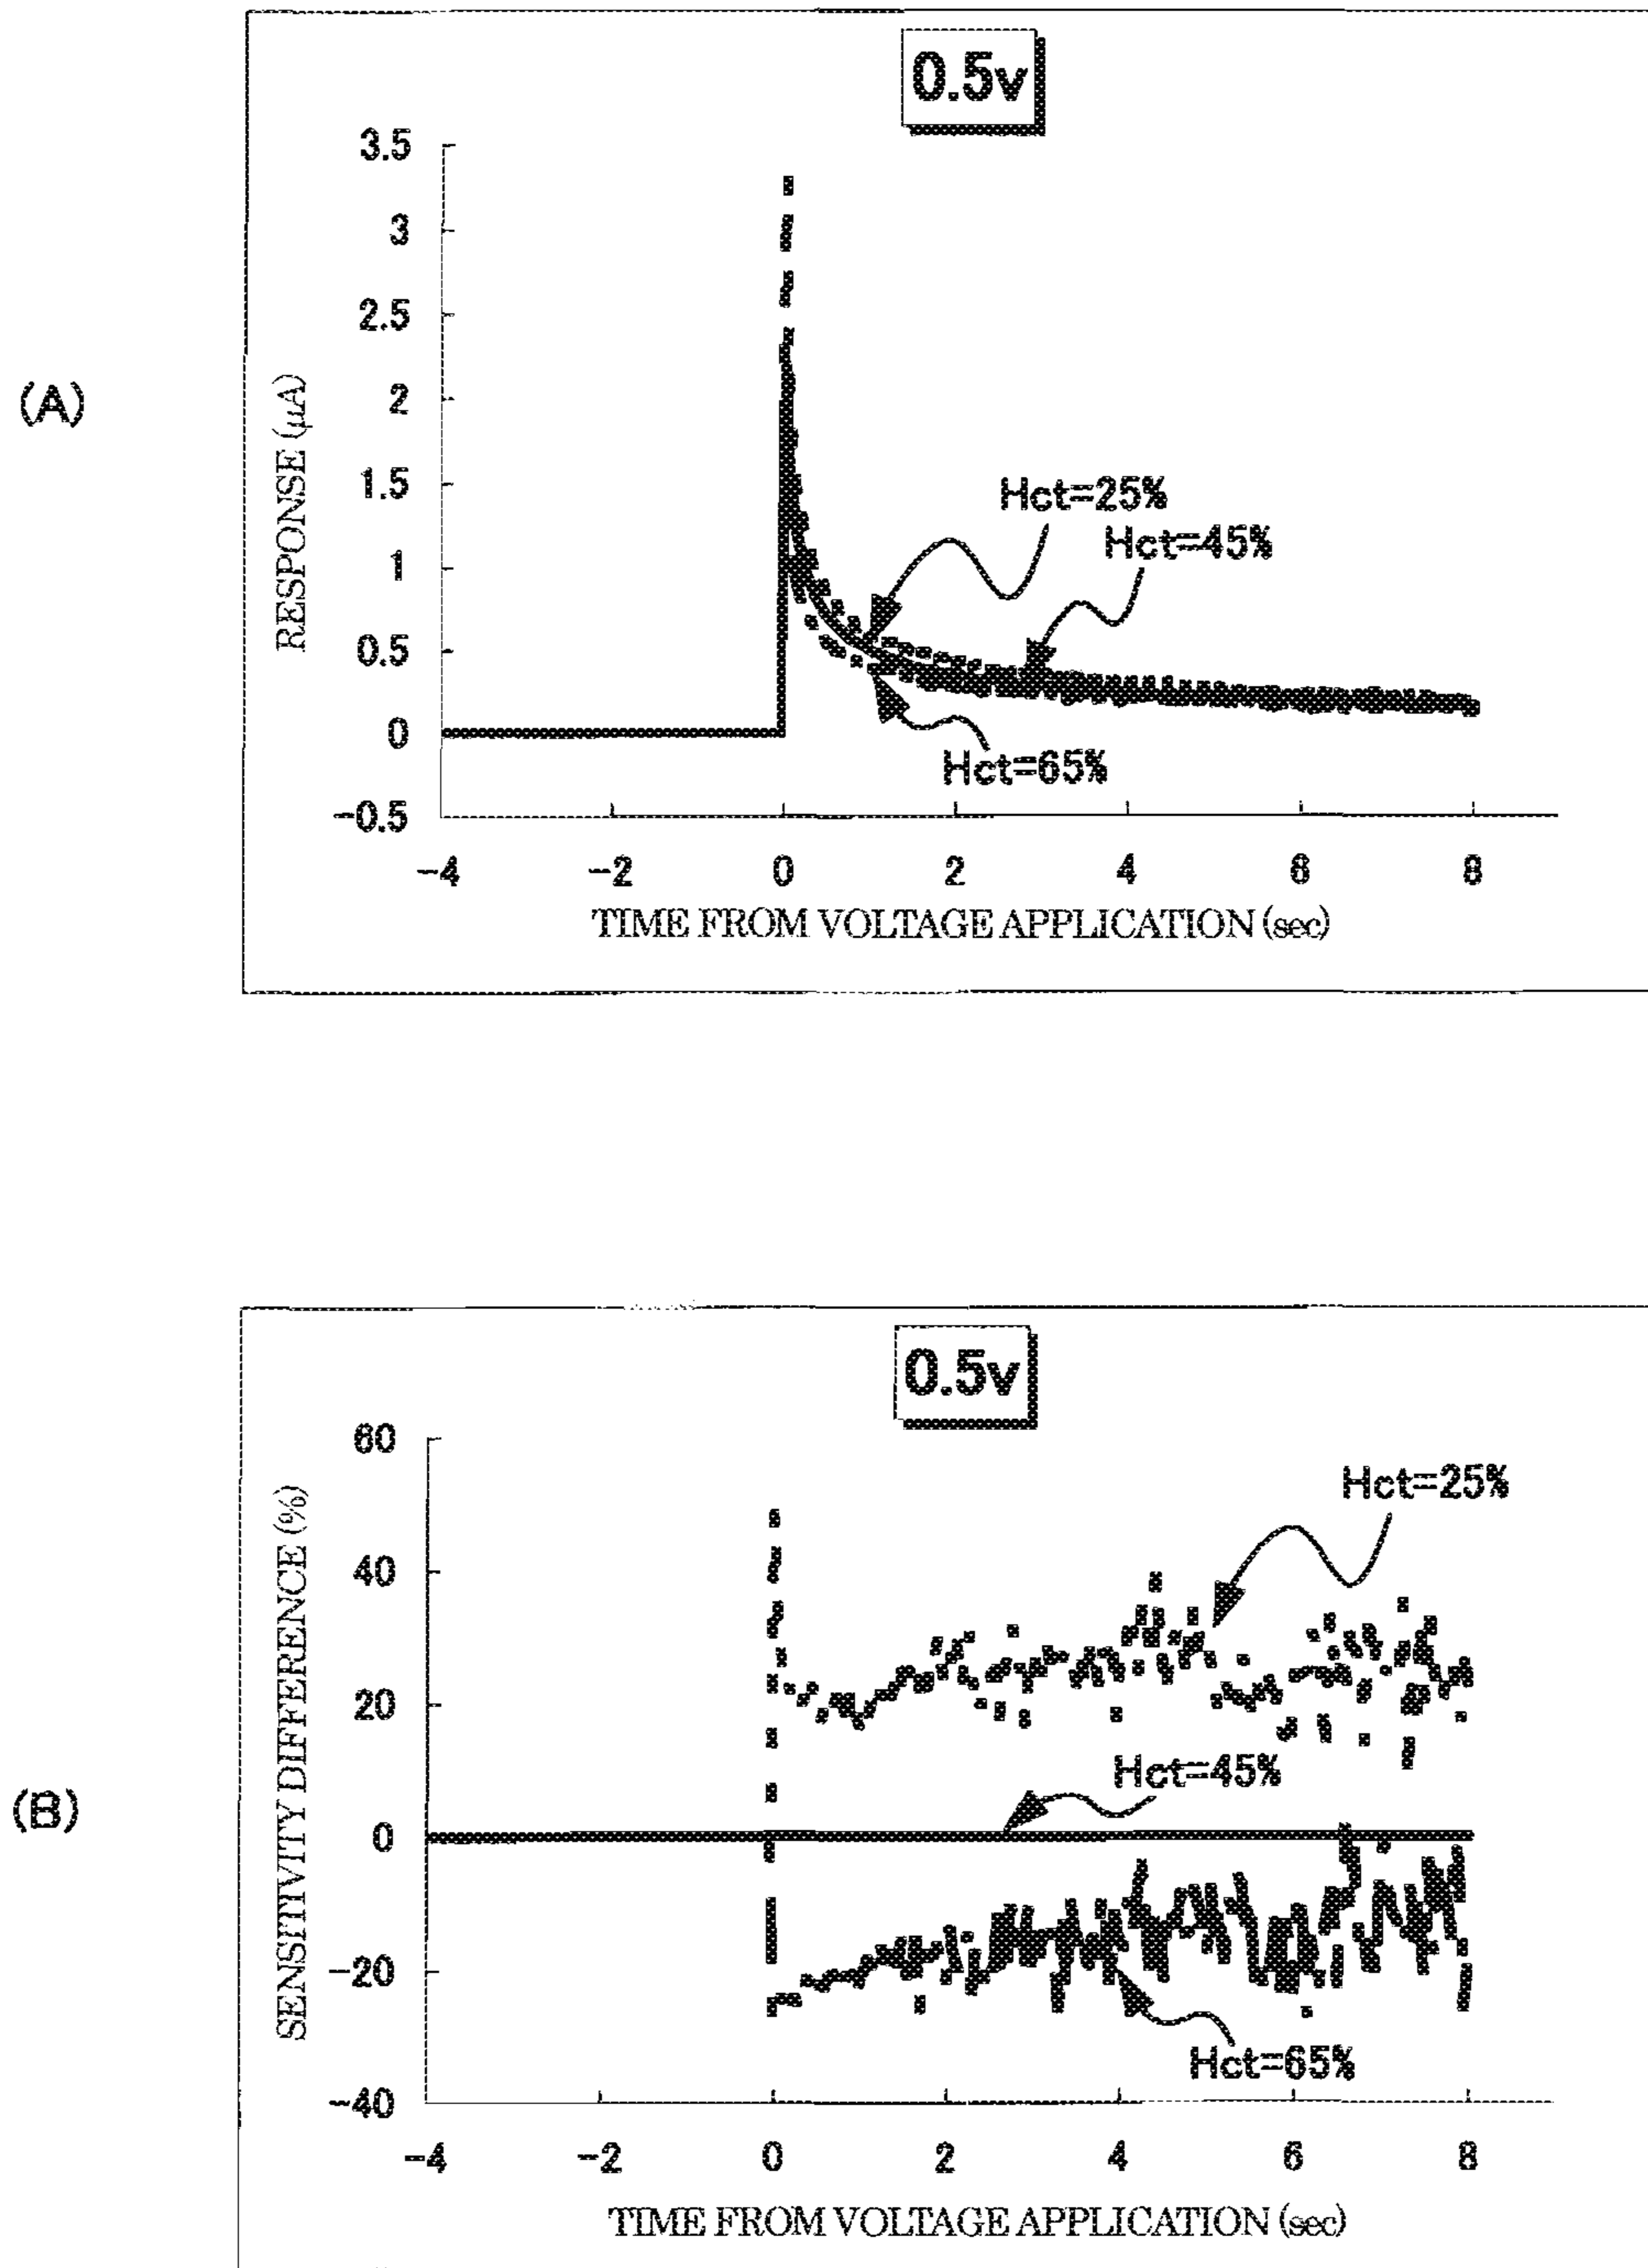 (A)
0.5v
3.5
3
2.5
2
1.5
1
0.5
0
-0.5
RESPONSE (μA)
Hct=25%
Hct=45%
Hct=65%
-4 -2 0 2 4 6 8
TIME FROM VOLTAGE APPLICATION (sec)
(B)
0.5v
60
40
20
0
-20
-40
SENSITIVITY DIFFERENCE (%)
Hct=25%
Hct=45%
Hct=65%
-4 -2 0 2 4 6 8
TIME FROM VOLTAGE APPLICATION (sec)